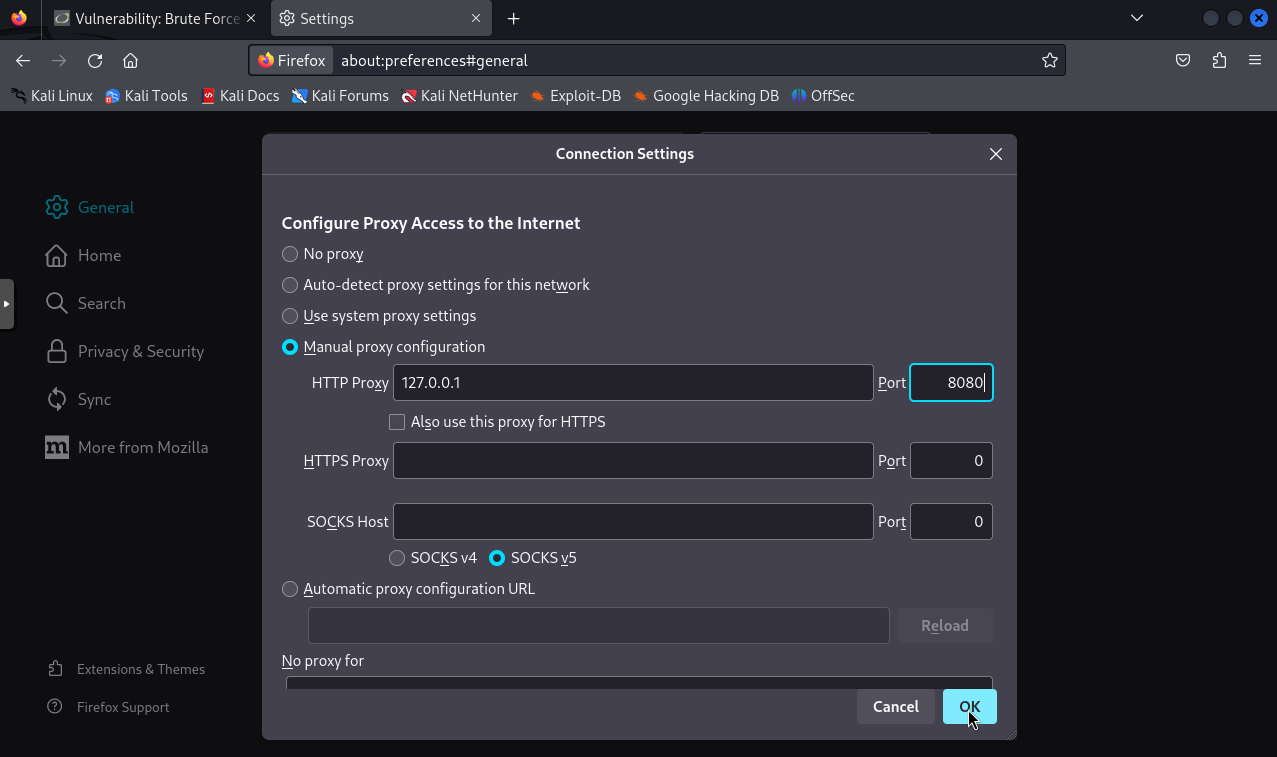 Vulnerability: Brute Force
Settings
Firefox about:preferences#general
Kali Linux Kali Tools Kali Docs Kali Forums Kali NetHunter Exploit-DB Google Hacking DB OffSec
Connection Settings
General
Home
Search
Privacy & Security
Sync
m More from Mozilla
Extensions & Themes
Firefox Support
Configure Proxy Access to the Internet
No proxy
Auto-detect proxy settings for this network
Use system proxy settings
Manual proxy configuration
HTTP Proxy 127.0.0.1 Port 8080
Also use this proxy for HTTPS
HTTPS Proxy Port 0
SOCKS Host Port 0
SOCKS v4 SOCKS v5
Automatic proxy configuration URL
Reload
No proxy for
Cancel OK